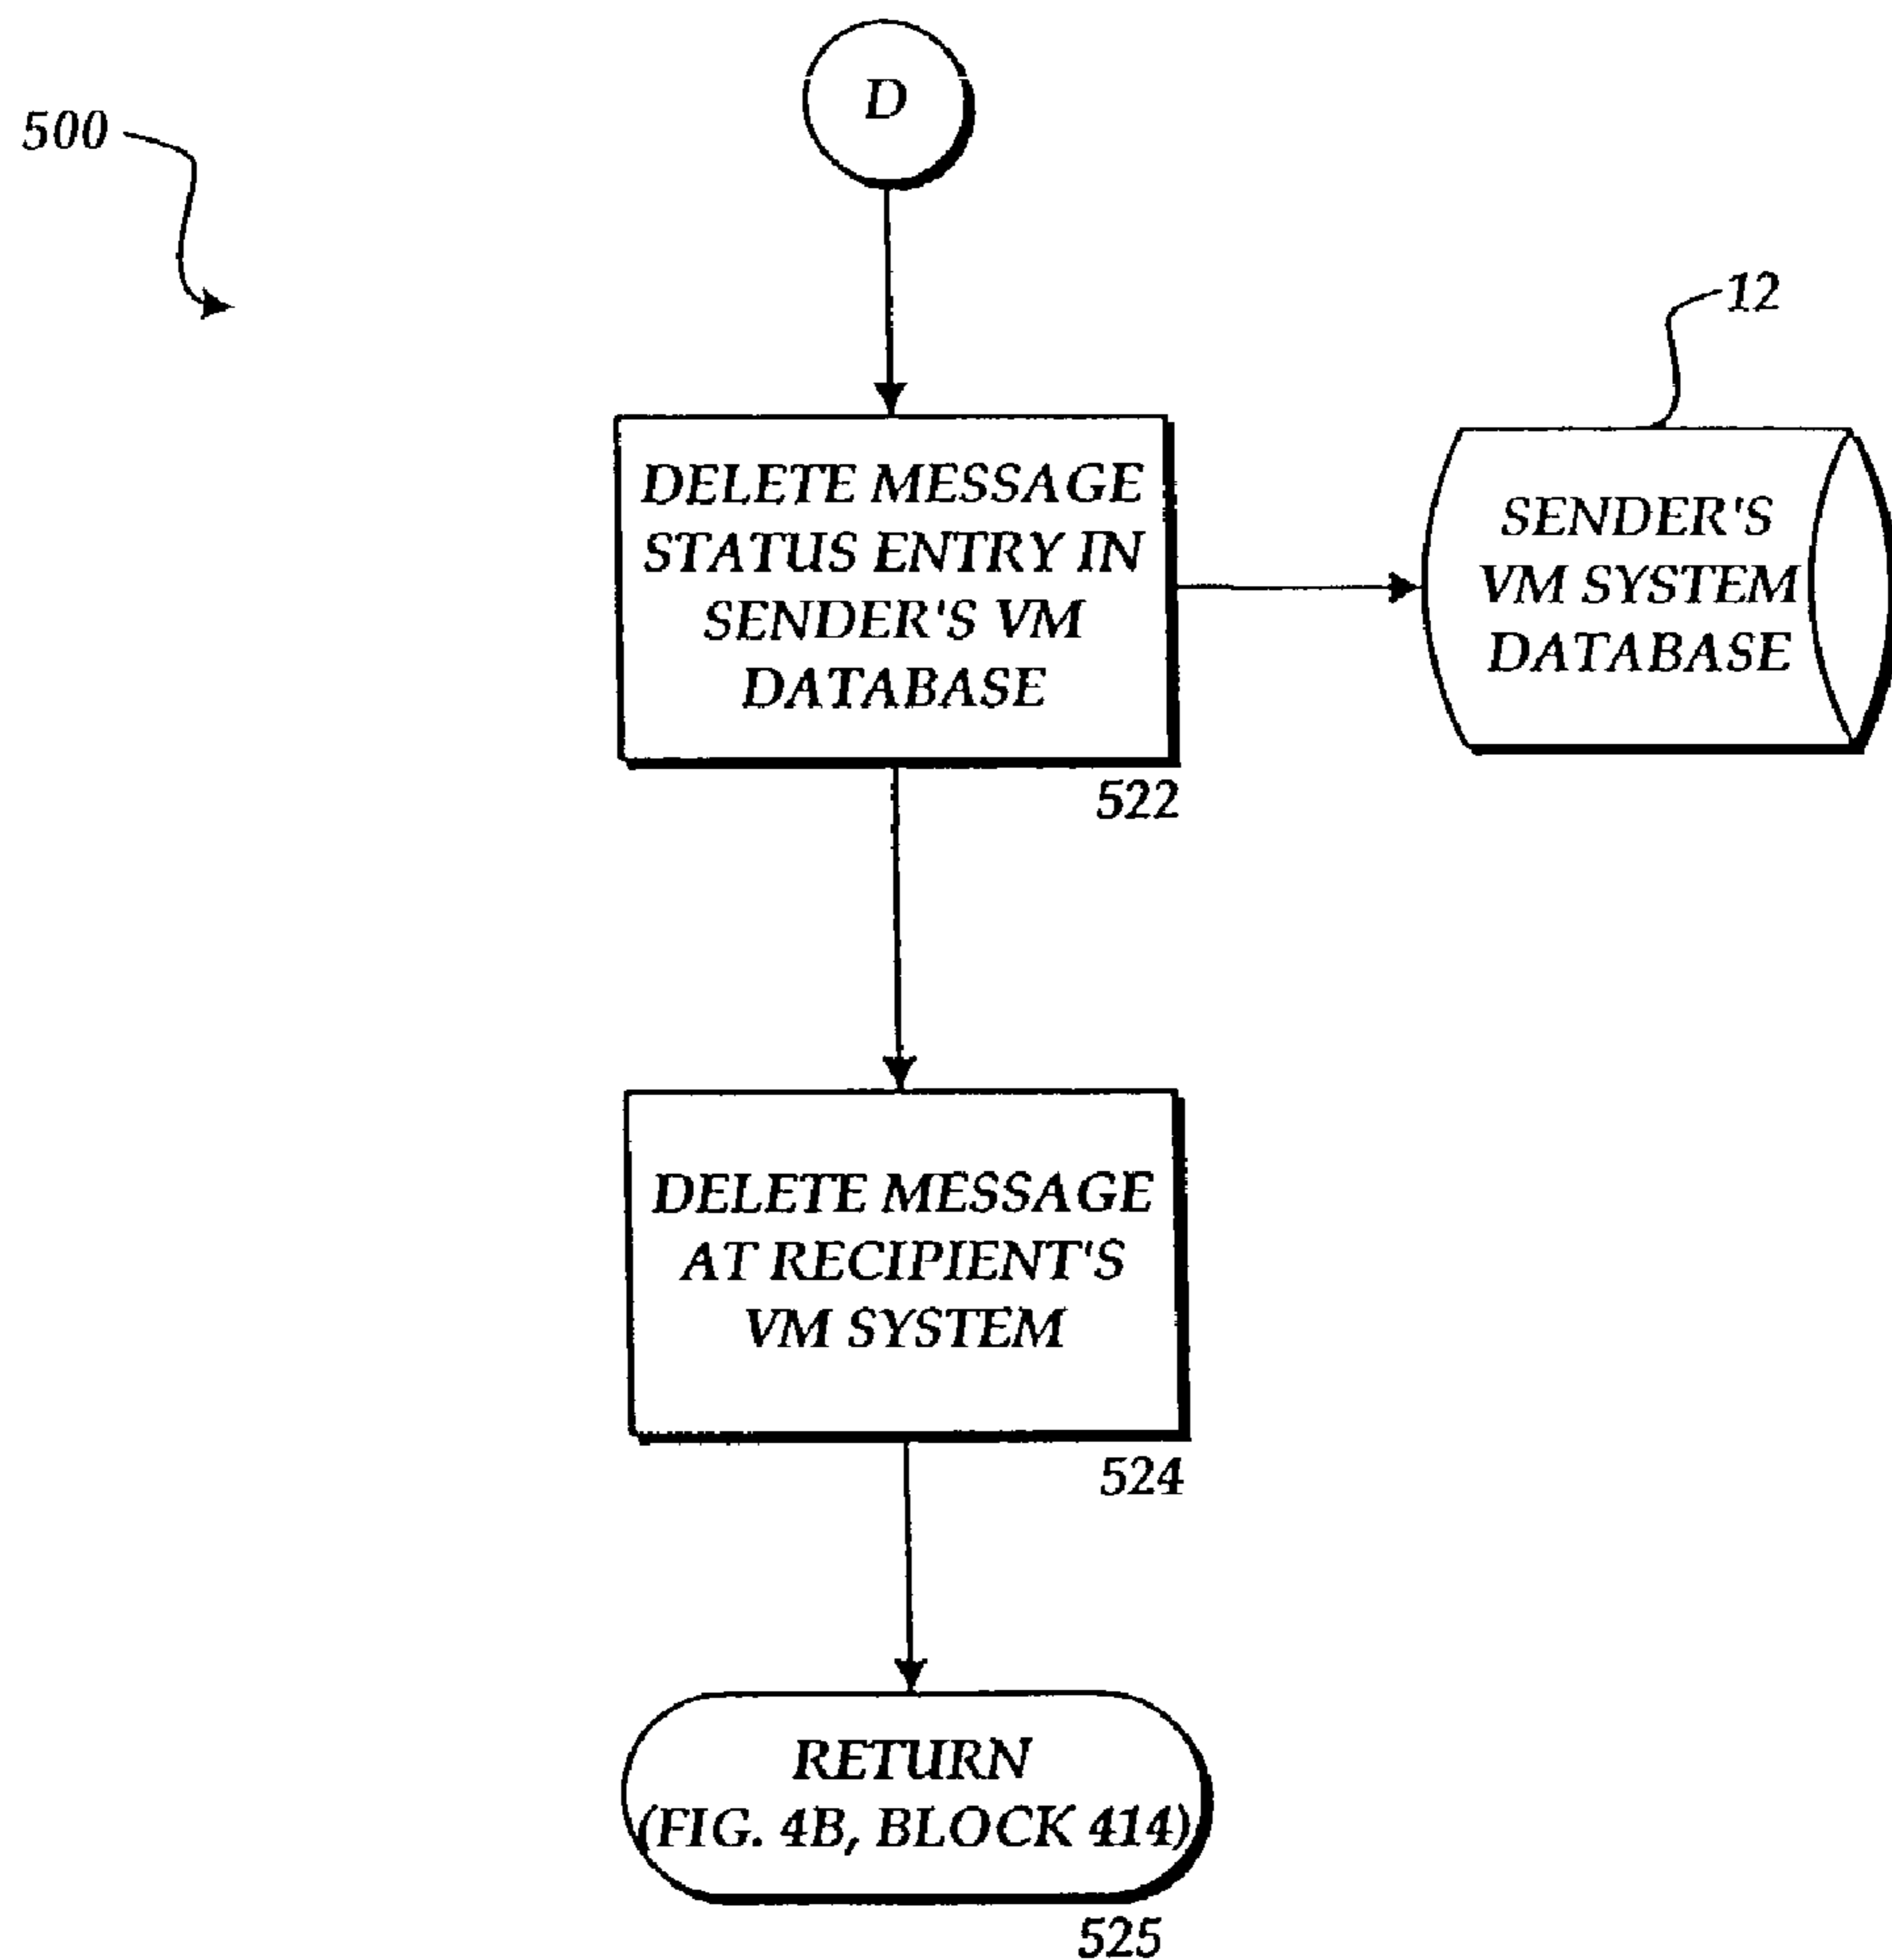 D
500
12
DELETE MESSAGE
STATUS ENTRY IN
SENDER'S VM
DATABASE
SENDER'S
VM SYSTEM
DATABASE
522
DELETE MESSAGE
AT RECIPIENT'S
VM SYSTEM
524
RETURN
(FIG. 4B, BLOCK 414)
525